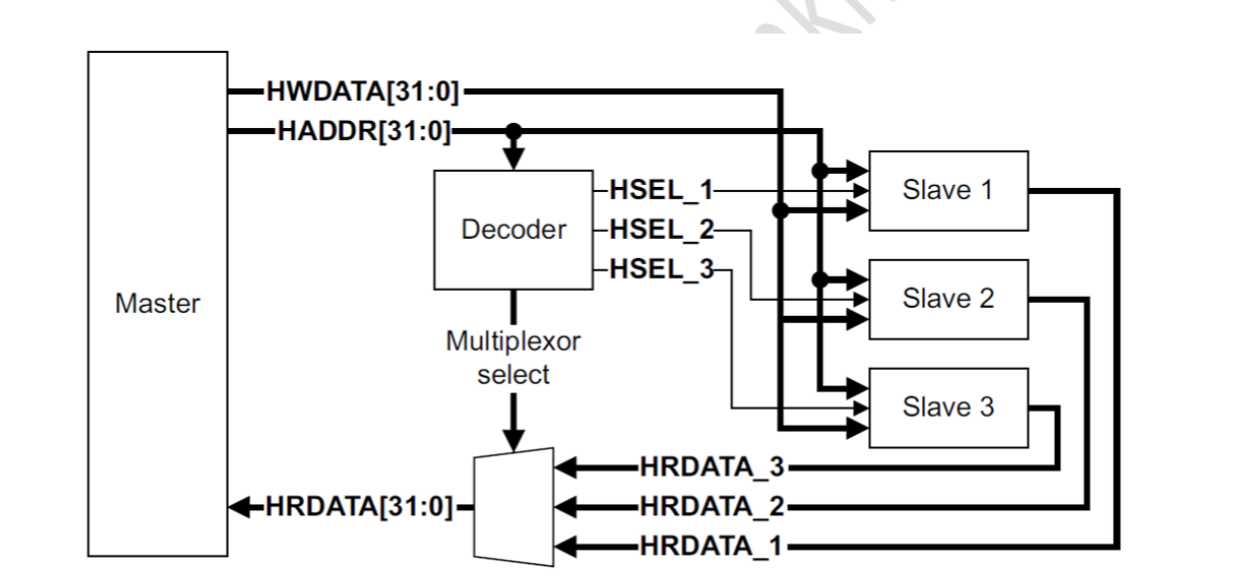 HWDATA[31:0]
HADDR[31:0]
HSEL_1
Slave 1
Decoder
HSEL_2
HSEL_3
Slave 2
Master
Multiplexor
select
Slave 3
HRDATA_3
HRDATA[31:0]
HRDATA_2
HRDATA_1